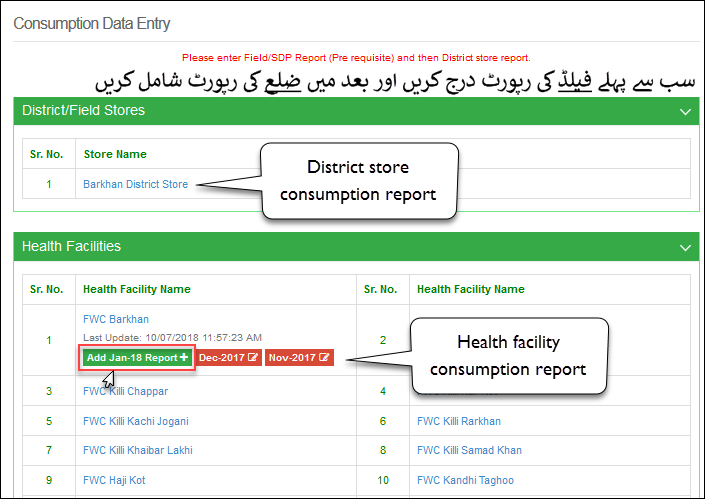 Consumption Data Entry
Please enter Field/SDP Report (Pre requisite) and then District store report.
سب سے پہلے فیلڈ کی رپورٹ درج کریں اور بعد میں ضلع کی رپورٹ شامل کریں
District/Field Stores
Sr. No. Store Name
1 Barkhan District Store
District store
consumption report
Health Facilities
Sr. No. Health Facility Name Sr. No. Health Facility Name
FWC Barkhan
Last Update: 10/07/2018 11:57:23 AM
1 2
Add Jan-18 Report Dec-2017 Nov-2017
Health facility
consumption report
3 FWC Killi Chappar 4
5 FWC Killi Kachi Jogani 6 FWC Killi Rarkhan
7 FWC Killi Khaibar Lakhi 8 FWC Killi Samad Khan
9 FWC Haji Kot 10 FWC Kandhi Taghoo